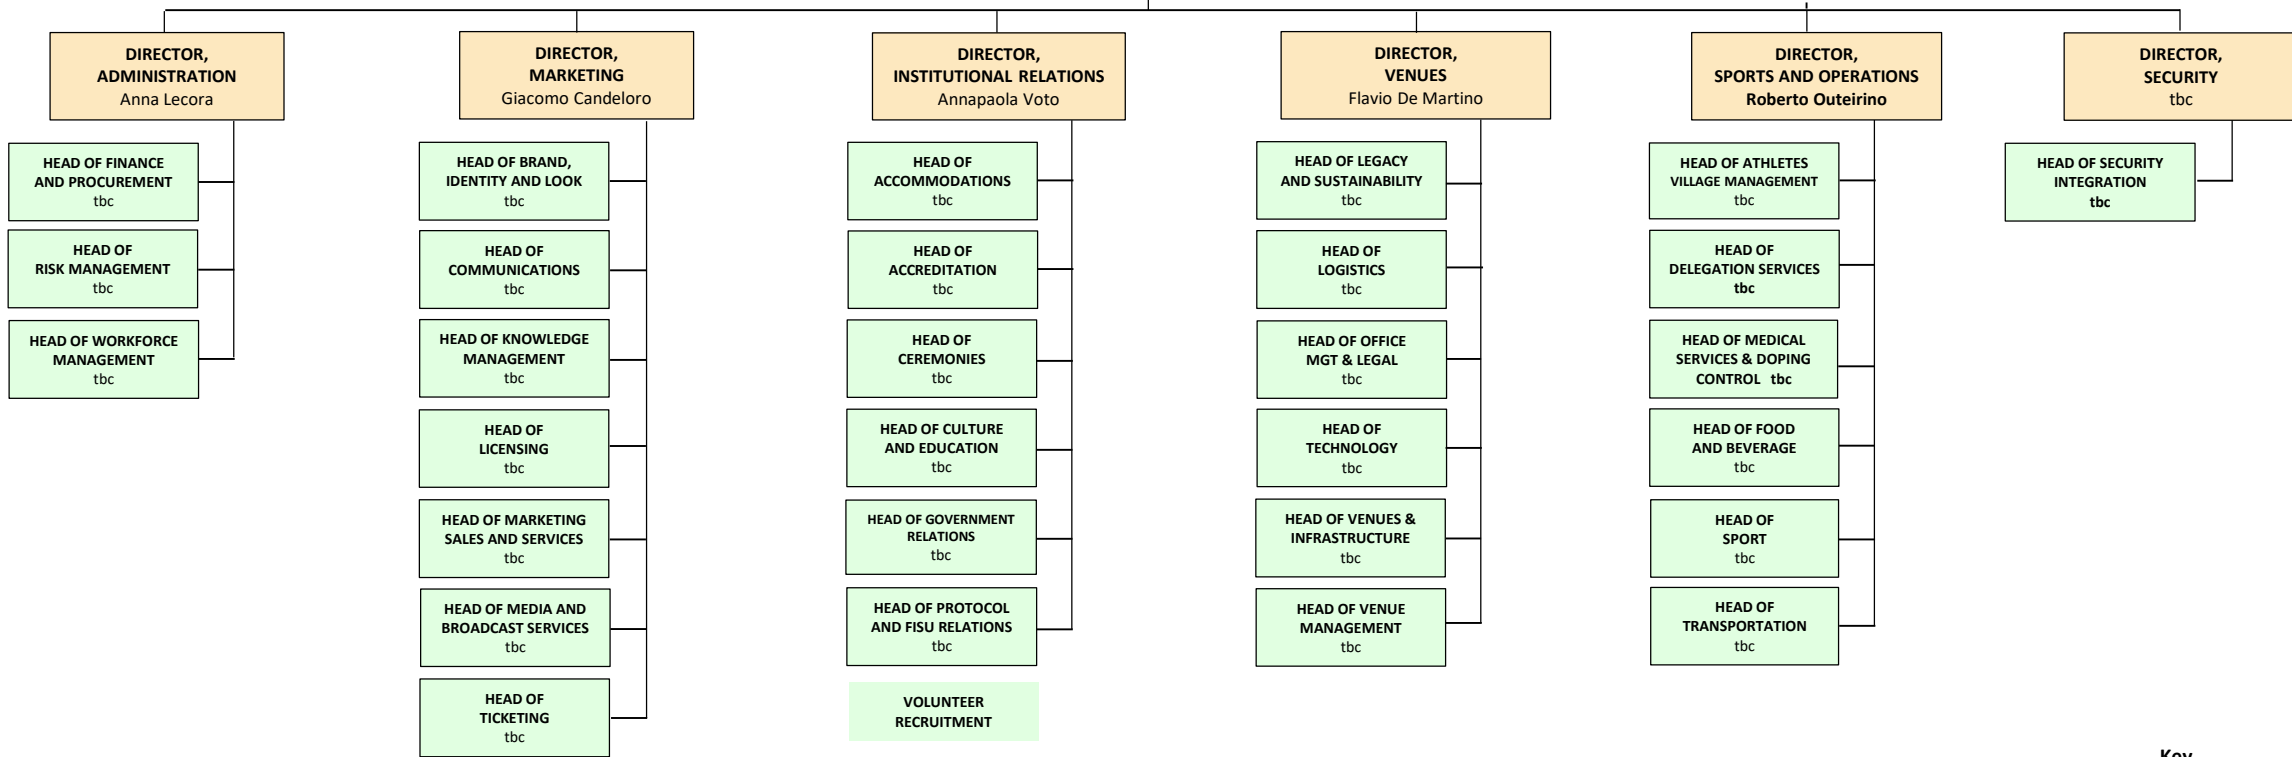 DIRECTOR,
ADMINISTRATION
Anna Lecora
DIRECTOR,
MARKETING
Giacomo Candeloro
DIRECTOR,
INSTITUTIONAL RELATIONS
Annapaola Voto
DIRECTOR,
VENUES
Flavio De Martino
DIRECTOR,
SPORTS AND OPERATIONS
Roberto Outeirino
DIRECTOR,
SECURITY
tbc
HEAD OF FINANCE
AND PROCUREMENT
tbc
HEAD OF
RISK MANAGEMENT
tbc
HEAD OF WORKFORCE
MANAGEMENT
tbc
HEAD OF BRAND,
IDENTITY AND LOOK
tbc
HEAD OF
COMMUNICATIONS
tbc
HEAD OF KNOWLEDGE
MANAGEMENT
tbc
HEAD OF
LICENSING
tbc
HEAD OF MARKETING
SALES AND SERVICES
tbc
HEAD OF MEDIA AND
BROADCAST SERVICES
tbc
HEAD OF
TICKETING
tbc
HEAD OF
ACCOMMODATIONS
tbc
HEAD OF
ACCREDITATION
tbc
HEAD OF
CEREMONIES
tbc
HEAD OF CULTURE
AND EDUCATION
tbc
HEAD OF GOVERNMENT
RELATIONS
tbc
HEAD OF PROTOCOL
AND FISU RELATIONS
tbc
VOLUNTEER
RECRUITMENT
HEAD OF LEGACY
AND SUSTAINABILITY
tbc
HEAD OF
LOGISTICS
tbc
HEAD OF OFFICE
MGT & LEGAL
tbc
HEAD OF
TECHNOLOGY
tbc
HEAD OF VENUES &
INFRASTRUCTURE
tbc
HEAD OF VENUE
MANAGEMENT
tbc
HEAD OF ATHLETES
VILLAGE MANAGEMENT
tbc
HEAD OF
DELEGATION SERVICES
tbc
HEAD OF MEDICAL
SERVICES & DOPING
CONTROL tbc
HEAD OF FOOD
AND BEVERAGE
tbc
HEAD OF
SPORT
tbc
HEAD OF
TRANSPORTATION
tbc
HEAD OF SECURITY
INTEGRATION
tbc
Key